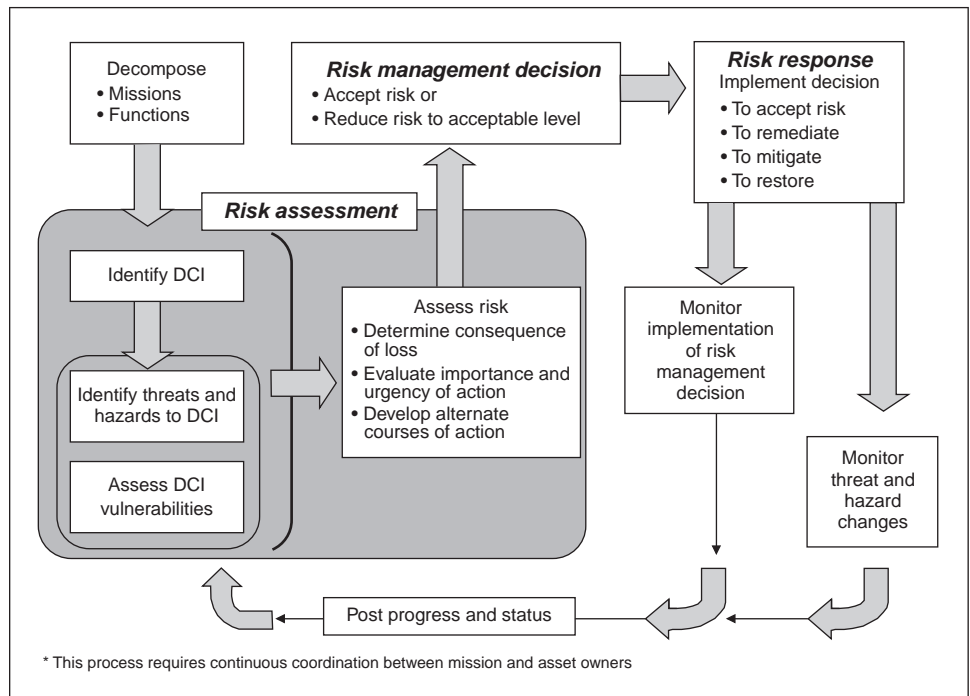 Decompose
• Missions
• Functions
Risk management decision
• Accept risk or
• Reduce risk to acceptable level
Risk response
Implement decision
• To accept risk
• To remediate
• To mitigate
• To restore
Risk assessment
Identify DCI
Identify threats and
hazards to DCI
Assess DCI
vulnerabilities
Assess risk
• Determine consequence
of loss
• Evaluate importance and
urgency of action
• Develop alternate
courses of action
Monitor
implementation
of risk
management
decision
Monitor
threat and
hazard
changes
Post progress and status
* This process requires continuous coordination between mission and asset owners